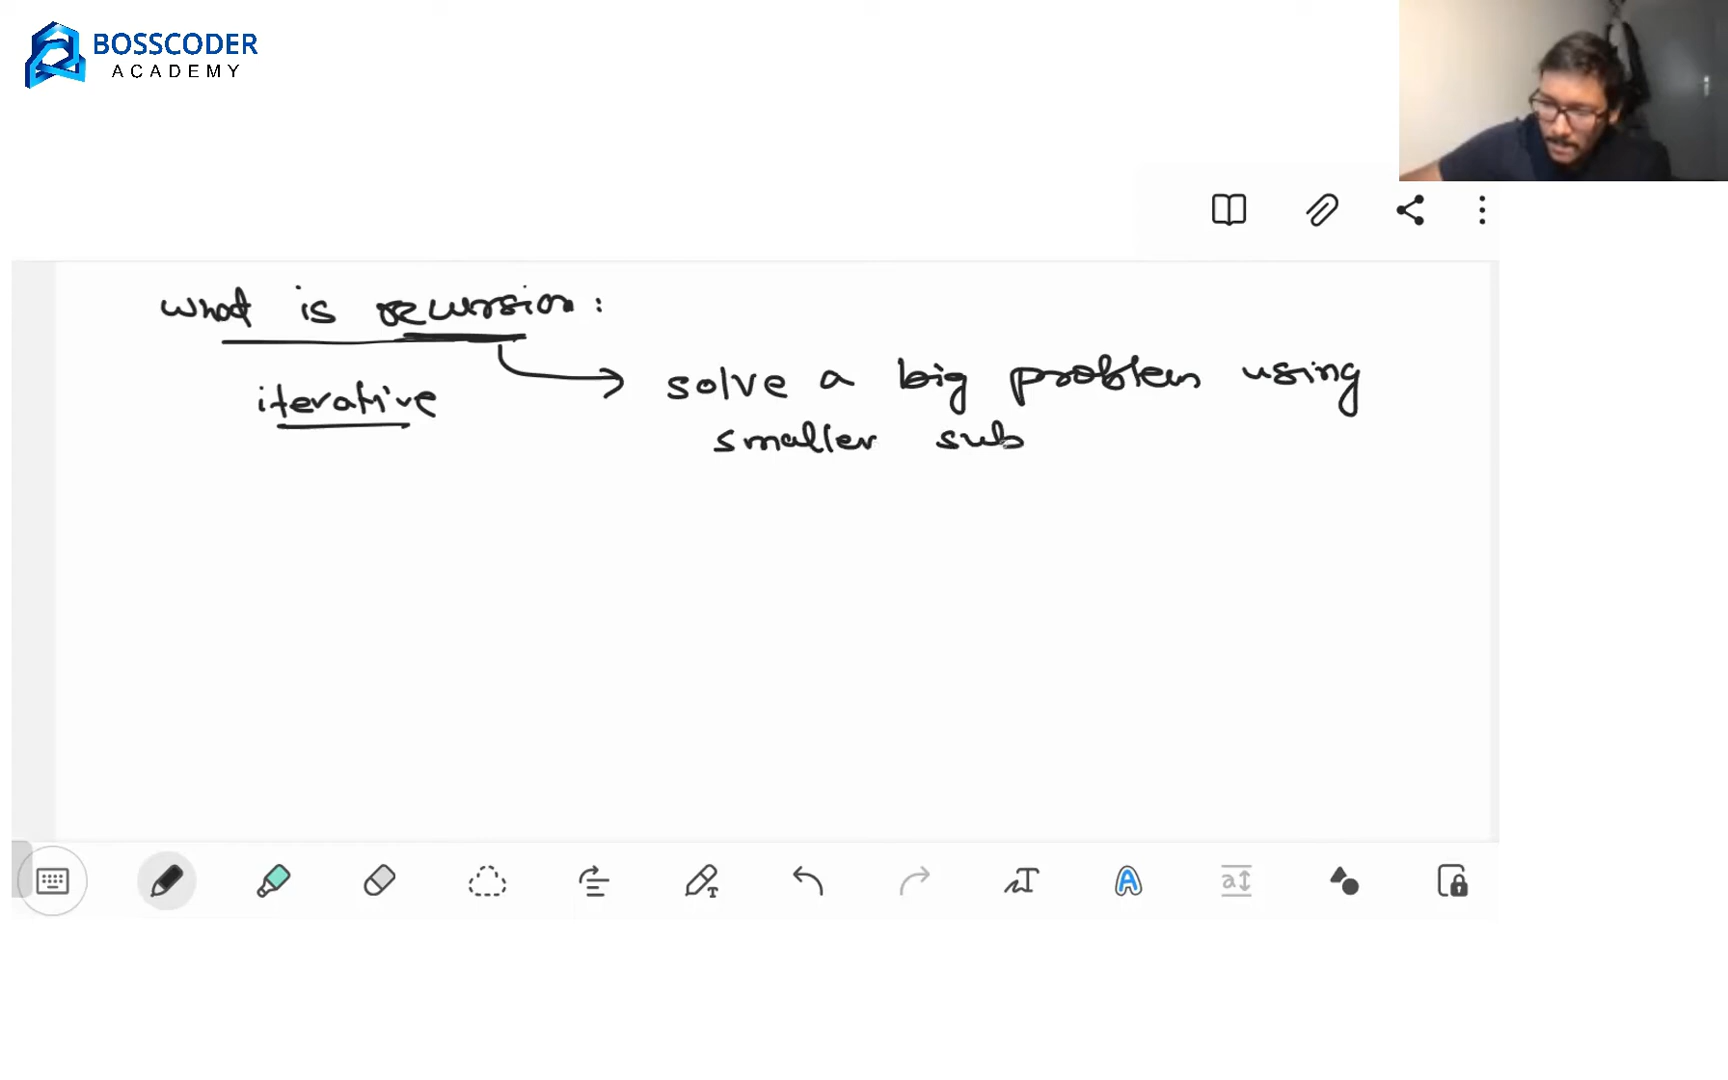 BOSSCODER
ACADEMY
what is recursion:
iterative
solve a big problem using
smaller sub
T
T
A
a